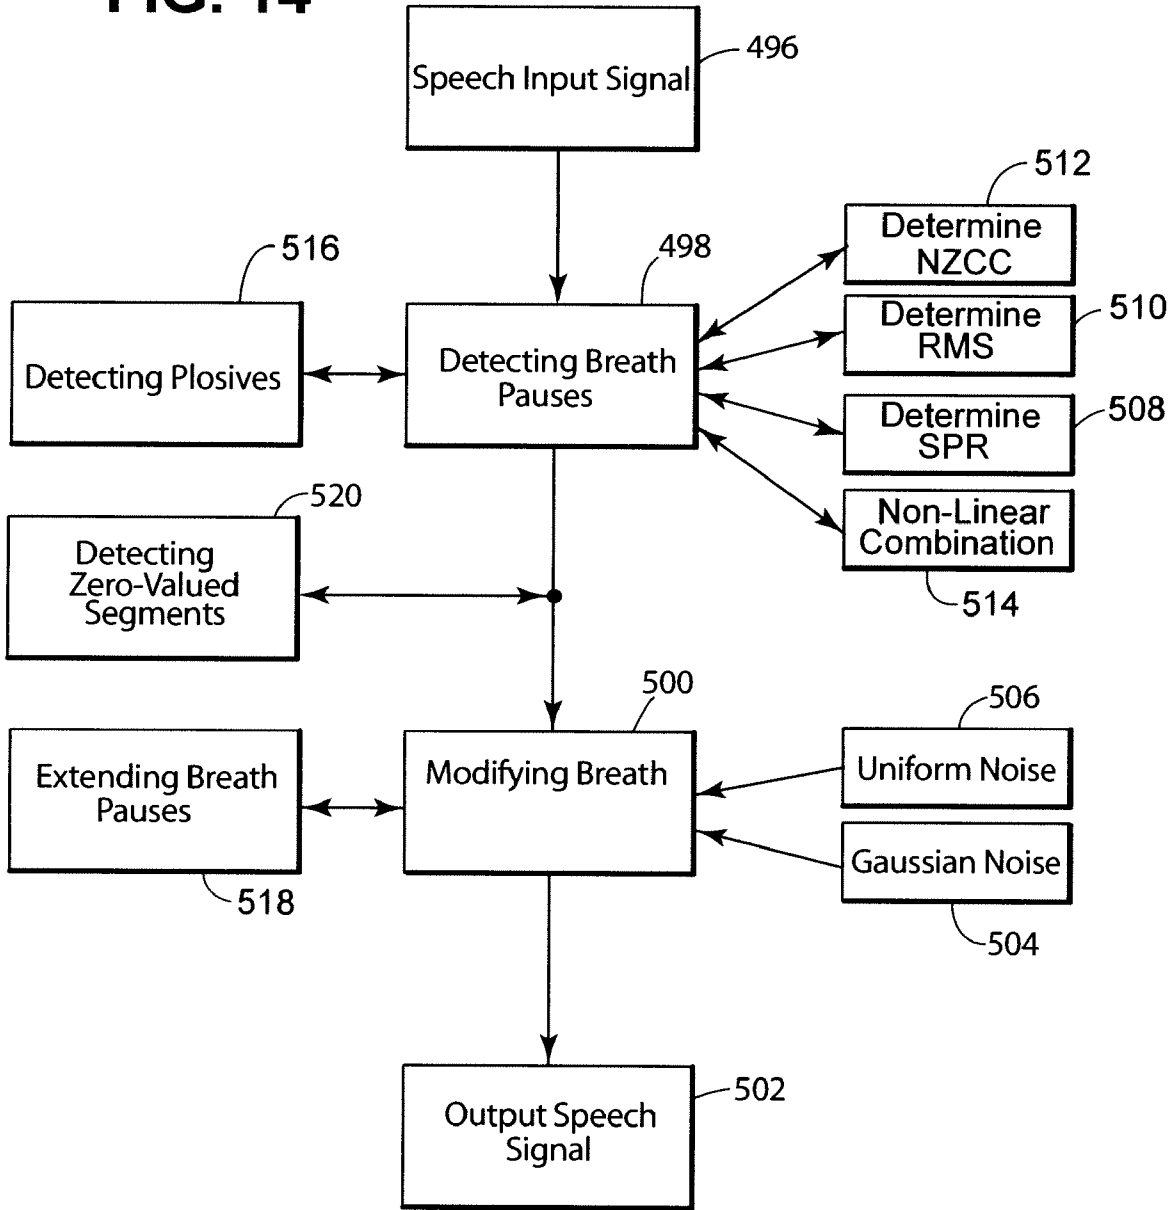 FIG. 14
Speech Input Signal
496
512
Determine
NZCC
516
498
510
Determine
RMS
Detecting Plosives
Detecting Breath
Pauses
508
Determine
SPR
520
Non-Linear
Combination
514
Detecting
Zero-Valued
Segments
500
506
Extending Breath
Pauses
Modifying Breath
Uniform Noise
518
Gaussian Noise
504
502
Output Speech
Signal